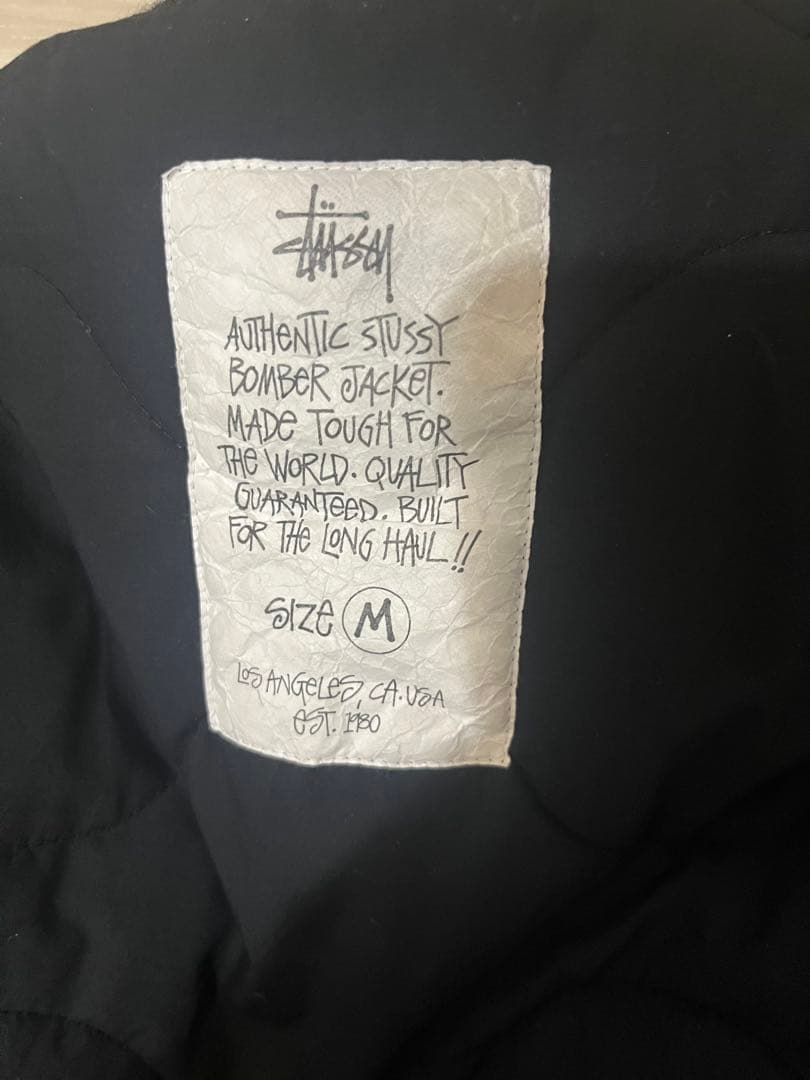 Stüssy
AUTHENTIC STUSSY
BOMBER JACKET.
MADE TOUGH FOR
THE WORLD. QUALITY
GUARANTEED. BUILT
FOR THE LONG HAUL!!
SIZE M
LOS ANGELES, CA. USA
EST. 1980